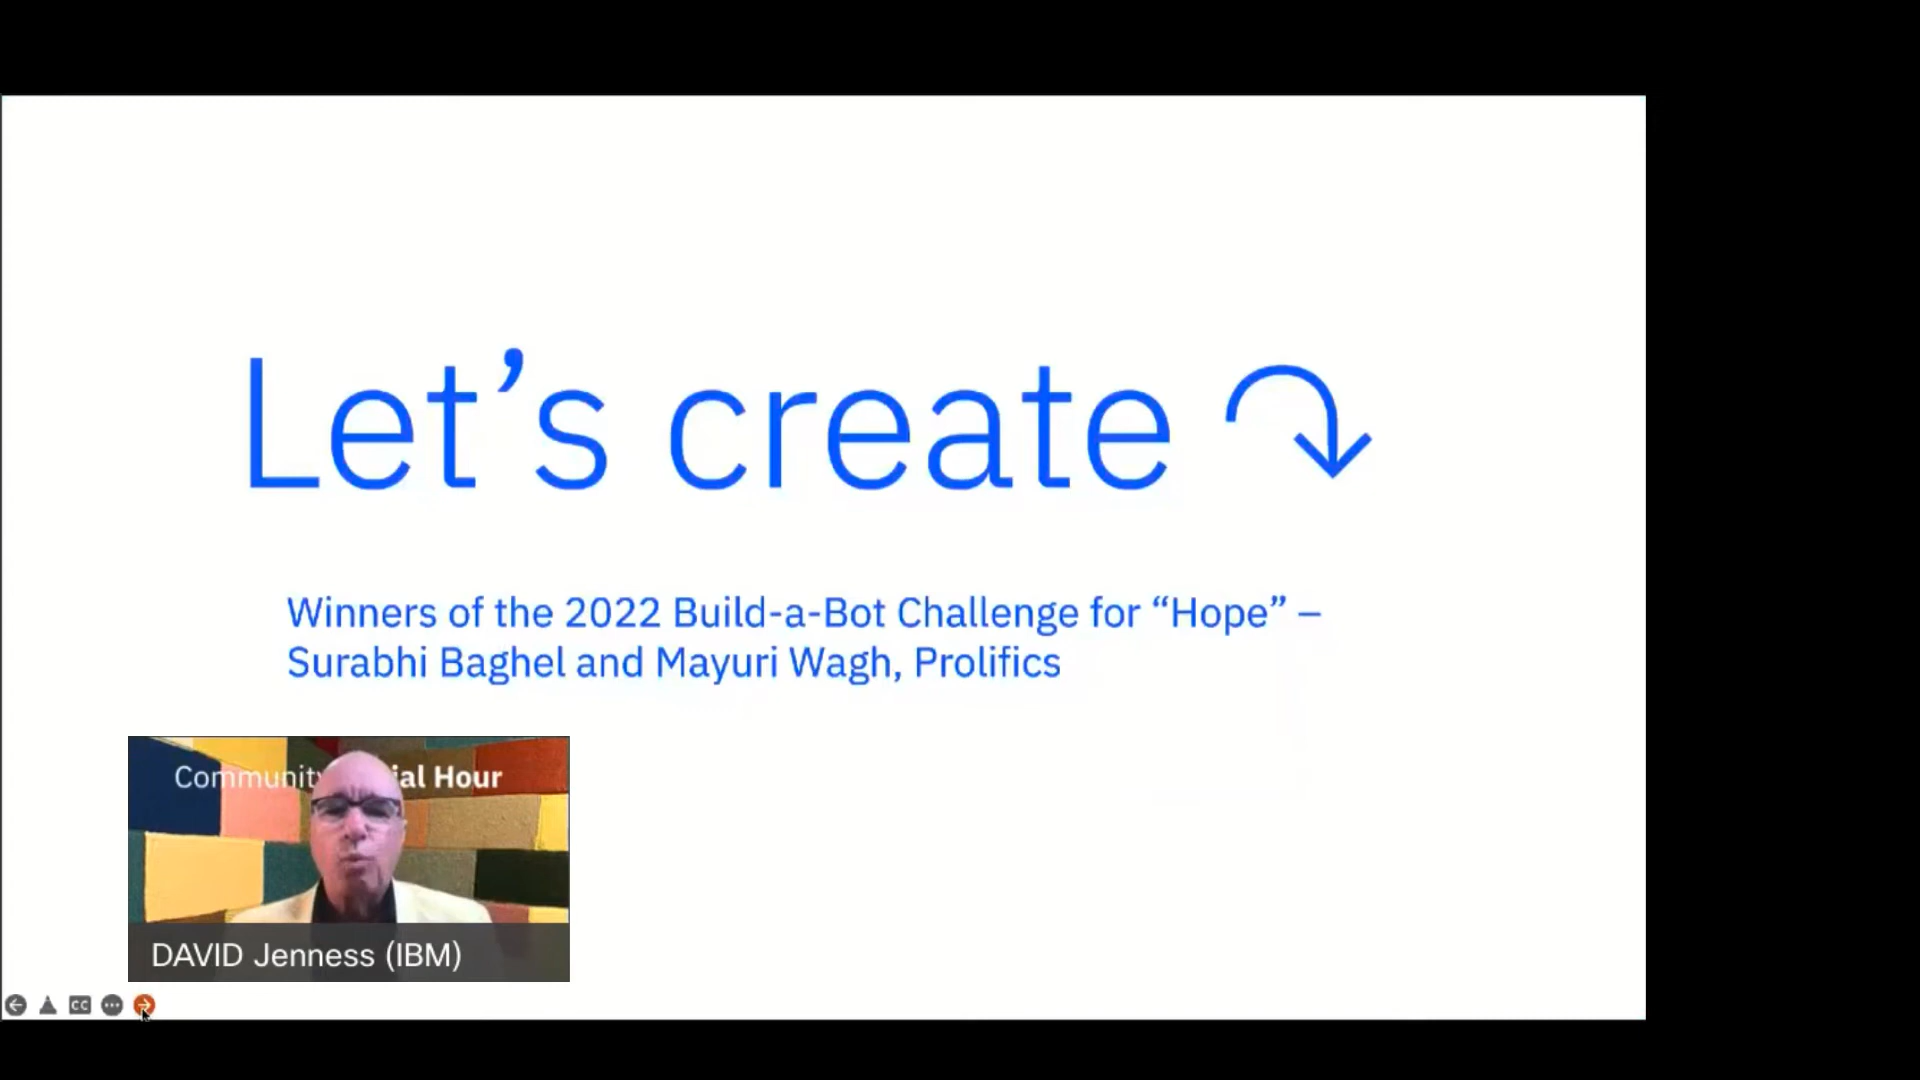 Let’s create
Winners of the 2022 Build-a-Bot Challenge for “Hope” –
Surabhi Baghel and Mayuri Wagh, Prolifics
Community ial Hour
DAVID Jenness (IBM)
CC